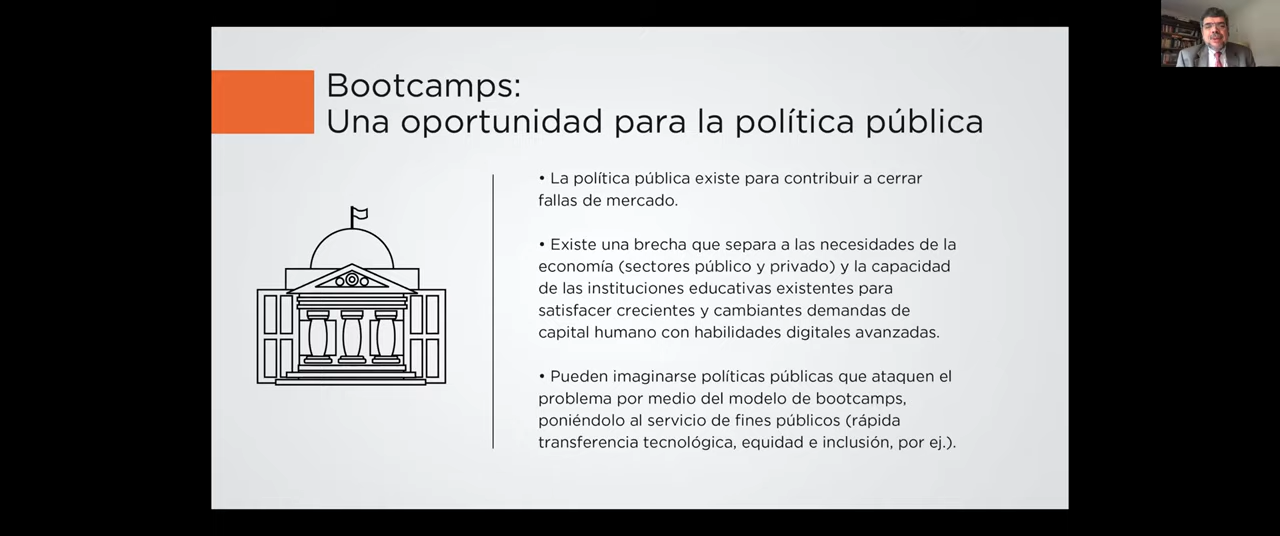 Bootcamps:
Una oportunidad para la política pública
• La política pública existe para contribuir a cerrar
fallas de mercado.
• Existe una brecha que separa a las necesidades de la
economía (sectores público y privado) y la capacidad
de las instituciones educativas existentes para
satisfacer crecientes y cambiantes demandas de
capital humano con habilidades digitales avanzadas.
• Pueden imaginarse políticas públicas que ataquen el
problema por medio del modelo de bootcamps,
poniéndolo al servicio de fines públicos (rápida
transferencia tecnológica, equidad e inclusión, por ej.).